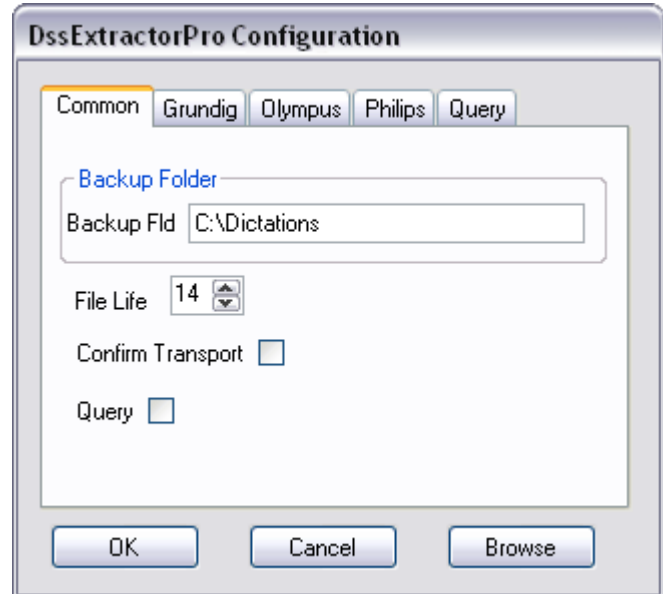 DssExtractorPro Configuration
Common Grundig Olympus Philips Query
Backup Folder
Backup Fld C:\Dictations
File Life 14
Confirm Transport
Query
OK Cancel Browse